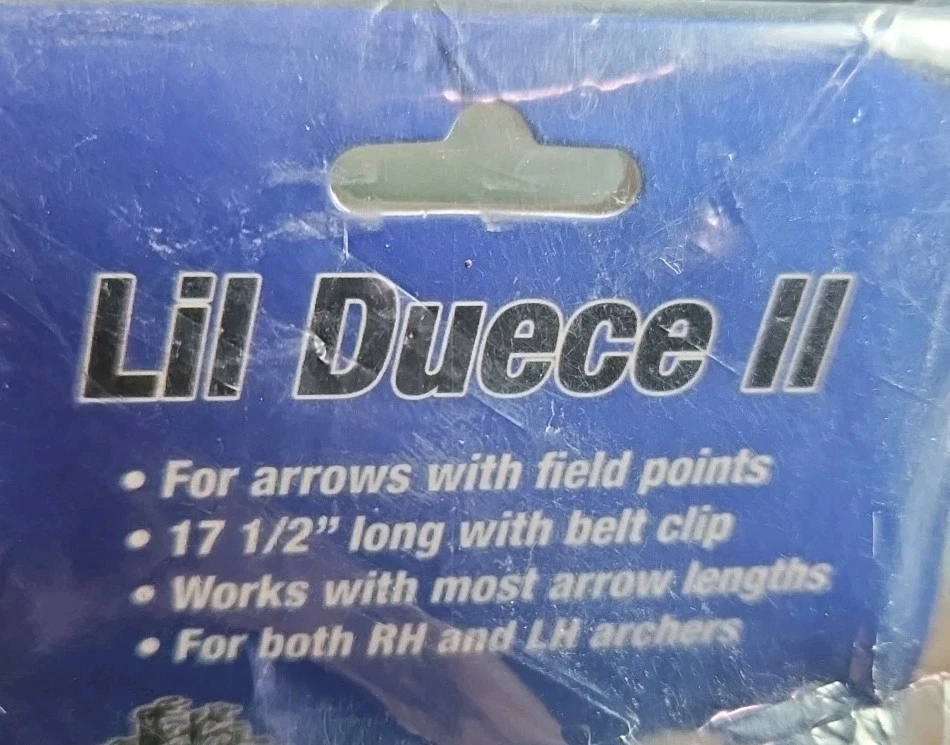 Lil Duece II
• For arrows with field points
• 17 1/2” long with belt clip
• Works with most arrow lengths
• For both RH and LH archers